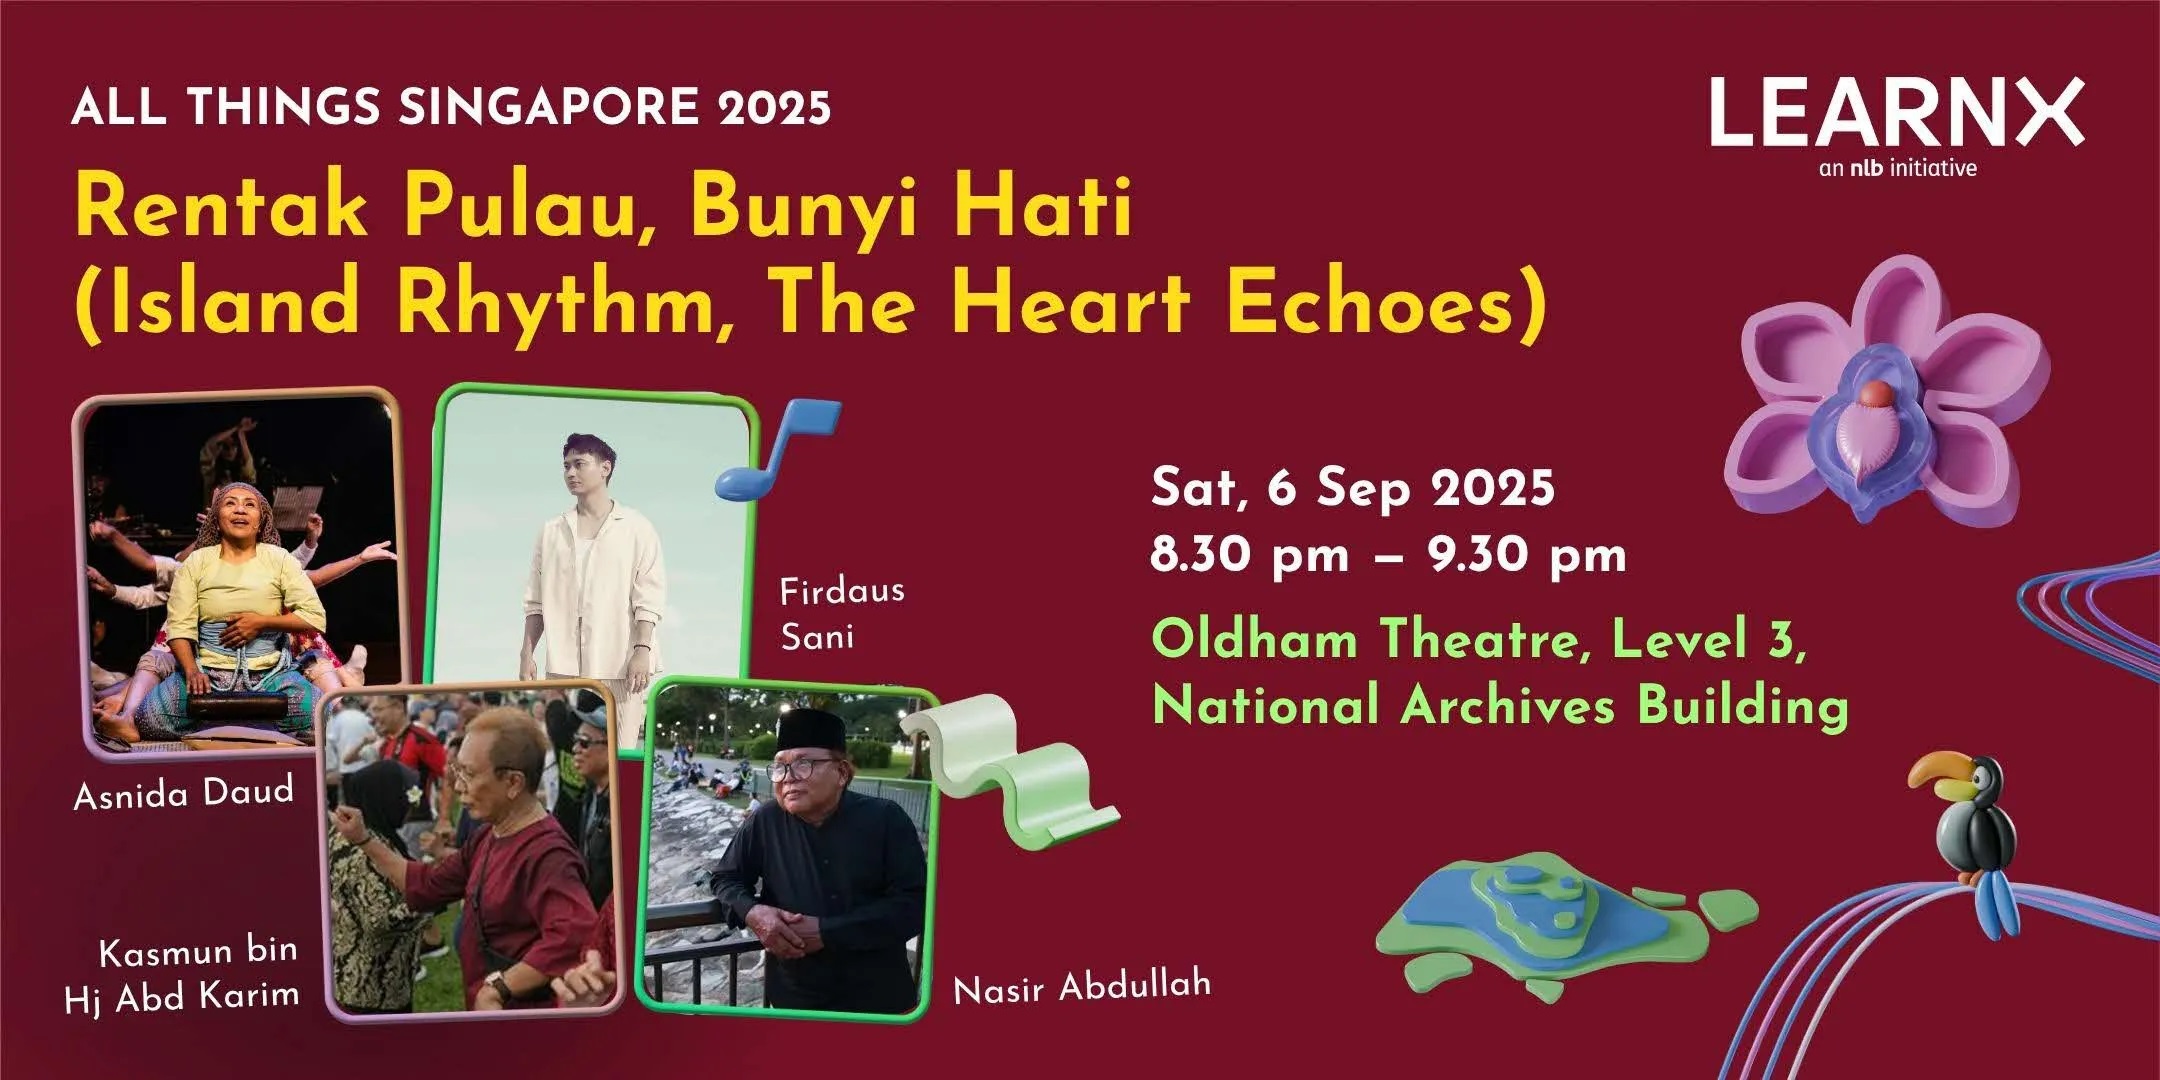 ALL THINGS SINGAPORE 2025
Rentak Pulau, Bunyi Hati
(Island Rhythm, The Heart Echoes)
LEARNX
an nlb initiative
Sat, 6 Sep 2025
8.30 pm – 9.30 pm
Oldham Theatre, Level 3,
National Archives Building
Firdaus
Sani
Asnida Daud
Kasmun bin
Hj Abd Karim
Nasir Abdullah